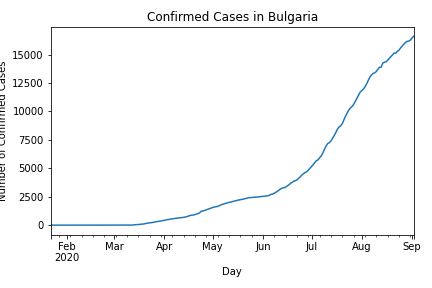 Confirmed Cases in Bulgaria
Number of Confirmed Cases
15000
12500
10000
7500
5000
2500
0
Feb Mar Apr May Jun Jul Aug Sep
2020
Day